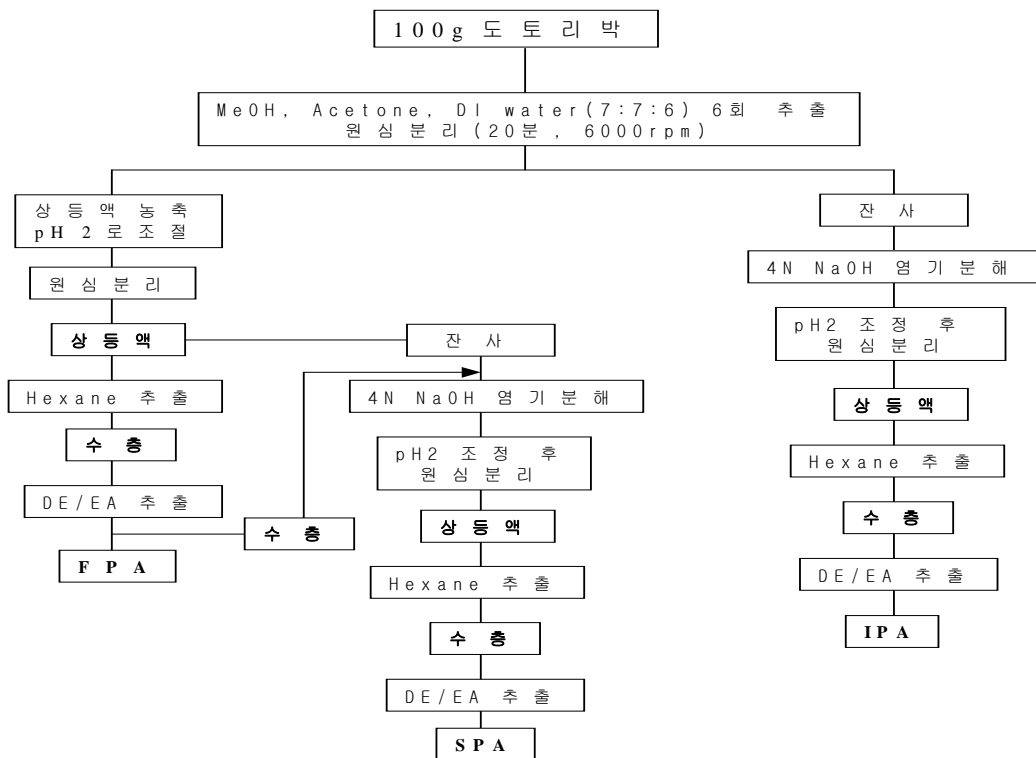 100g 도토리박
MeOH, Acetone, DI water(7:7:6) 6회 추출
원심분리(20분, 6000rpm)
상등액 농축
pH 2로 조절
원심분리
상등액
Hexane 추출
수층
DE/EA 추출
FPA
수층
잔사
4N NaOH 염기분해
pH2 조정 후
원심분리
상등액
Hexane 추출
수층
DE/EA 추출
SPA
잔사
4N NaOH 염기분해
pH2 조정 후
원심분리
상등액
Hexane 추출
수층
DE/EA 추출
IPA